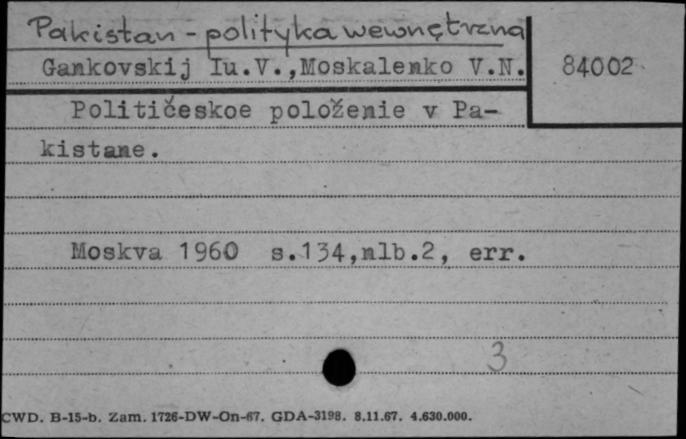 Pakistan - polityka wewnętrzna
Gankovskij Iu.V.,Moskalenko V.N.
84002
Političeskoe položenie v Pa-
kistane.
Moskva 1960 s.134,nlb.2, err.
3
CWD. B-15-b. Zam. 1726-DW-On-67. GDA-3198. 8.11.67. 4.630.000.